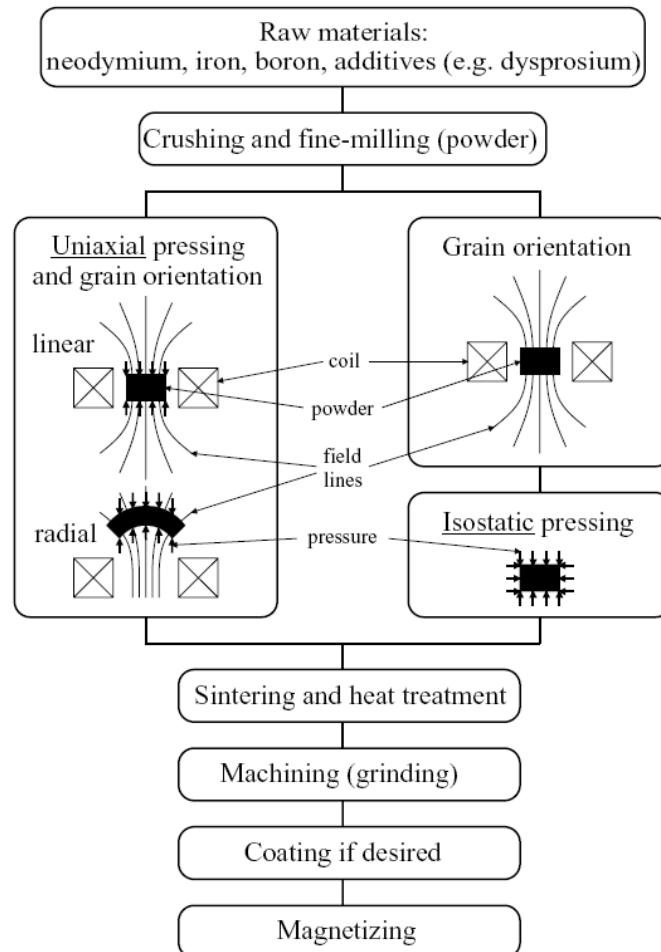 Raw materials:
neodymium, iron, boron, additives (e.g. dysprosium)
Crushing and fine-milling (powder)
Uniaxial pressing
and grain orientation
linear
radial
coil
powder
field
lines
pressure
Grain orientation
Isostatic pressing
Sintering and heat treatment
Machining (grinding)
Coating if desired
Magnetizing